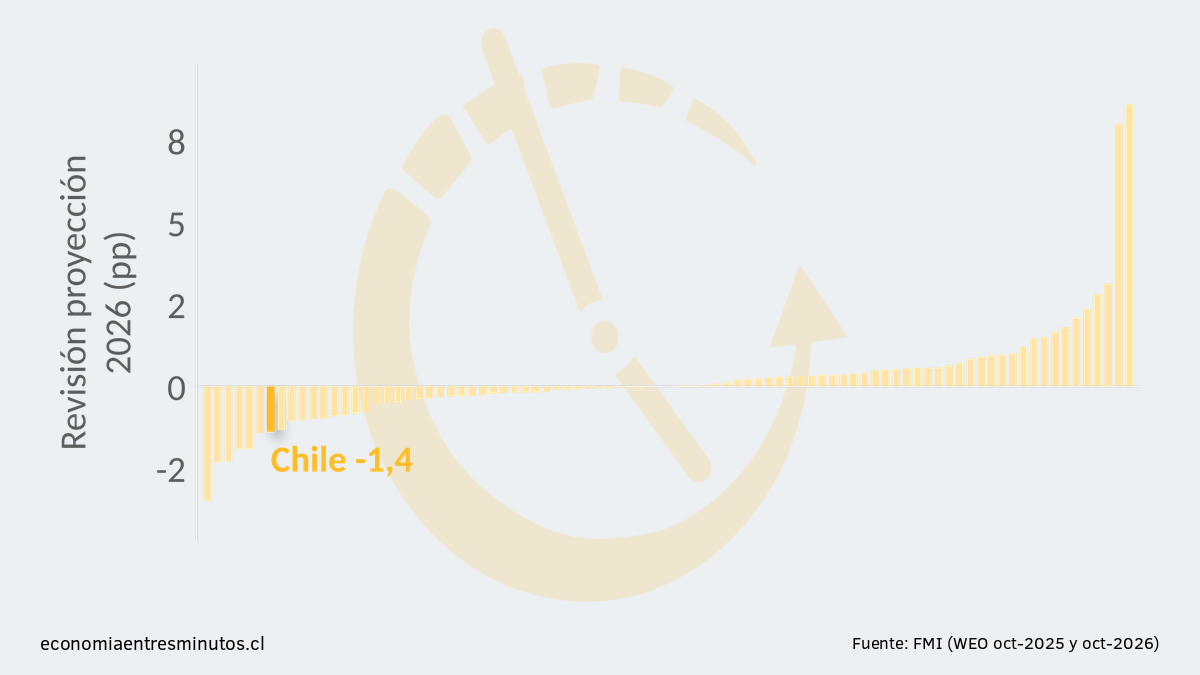 Revisión proyección
2026 (pp)
8
5
2
0
-2
Chile -1,4
economiaentresminutos.cl
Fuente: FMI (WEO oct-2025 y oct-2026)